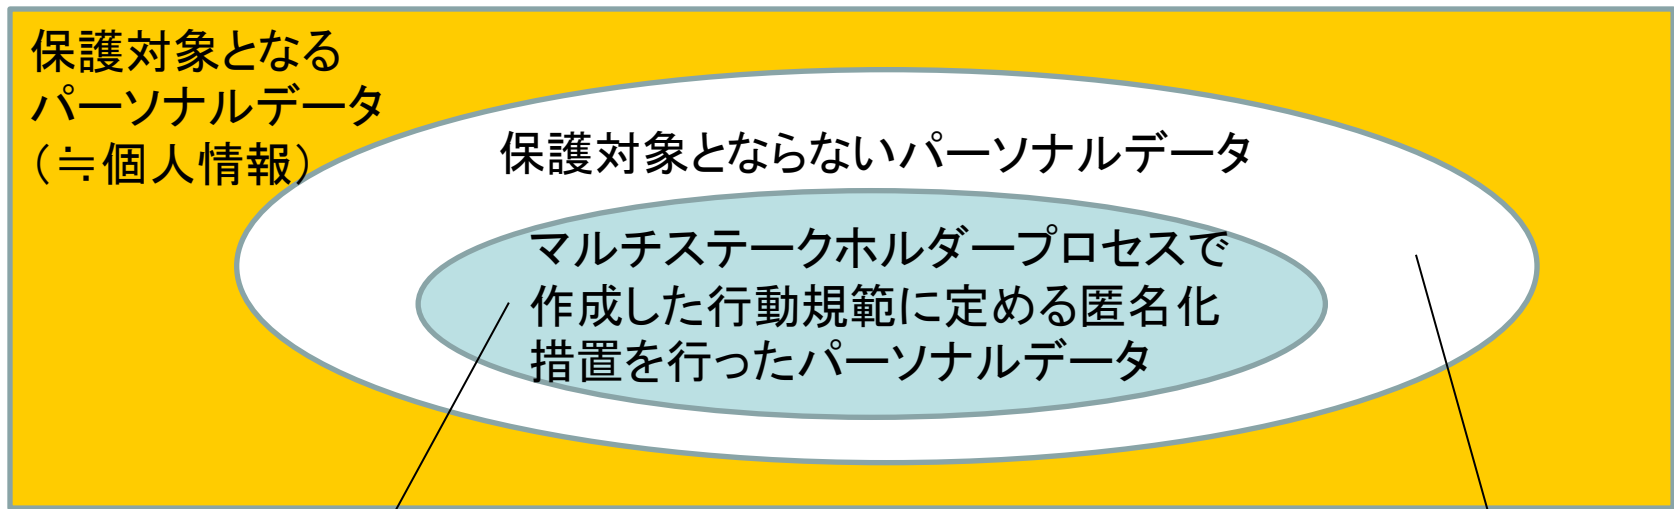 保護対象となる
パーソナルデータ
（≒個人情報）
保護対象とならないパーソナルデータ
マルチステークホルダープロセスで
作成した行動規範に定める匿名化
措置を行ったパーソナルデータ